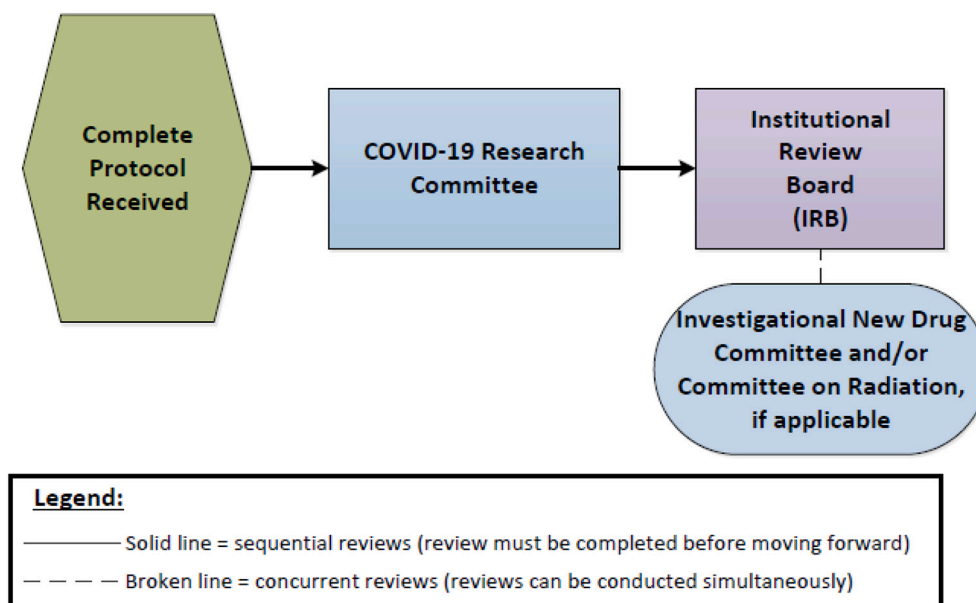 Complete
Protocol
Received
COVID-19 Research
Committee
Institutional
Review
Board
(IRB)
Investigational New Drug
Committee and/or
Committee on Radiation,
if applicable
Legend:
Solid line = sequential reviews (review must be completed before moving forward)
Broken line = concurrent reviews (reviews can be conducted simultaneously)